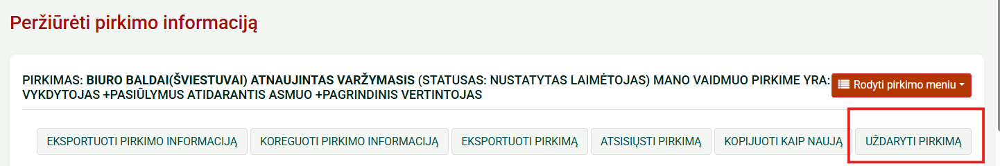 Peržiūrėti pirkimo informaciją
PIRKIMAS: BIURO BALDAI(ŠVIESTUVAI) ATNAUJINTAS VARŽYMASIS (STATUSAS: NUSTATYTAS LAIMĖTOJAS) MANO VAIDMUO PIRKIME YRA:
VYKDYTOJAS +PASIŪLYMUS ATIDARANTIS ASMUO +PAGRINDINIS VERTINTOJAS
Rodyti pirkimo meniu
EKSPORTUOTI PIRKIMO INFORMACIJĄ KOREGUOTI PIRKIMO INFORMACIJĄ EKSPORTUOTI PIRKIMĄ ATSISIŲSTI PIRKIMĄ KOPIJUOTI KAIP NAUJĄ UŽDARYTI PIRKIMĄ